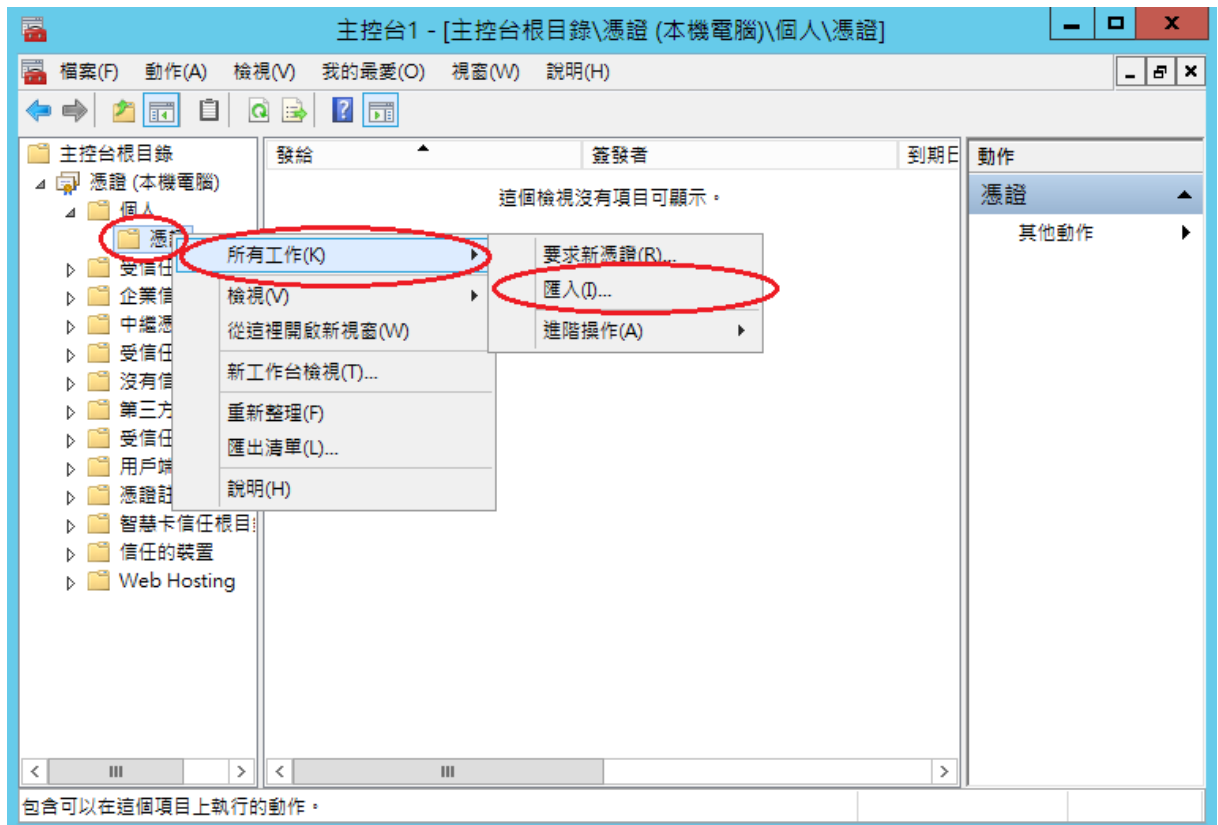 主控台1 - [主控台根目錄\憑證 (本機電腦)\個人\憑證]
檔案(F) 動作(A) 檢視(V) 我的最愛(O) 視窗(W) 說明(H)
主控台根目錄
憑證 (本機電腦)
個人
憑
受信任
企業信
中繼憑
受信任
沒有信
第三方
受信任
用戶端
憑證註
智慧卡信任根目
信任的裝置
Web Hosting
發給 簽發者 到期日
這個檢視沒有項目可顯示。
所有工作(K)
檢視(V)
從這裡開啟新視窗(W)
新工作台檢視(T)...
重新整理(F)
匯出清單(L)...
說明(H)
要求新憑證(R)...
匯入(I)...
進階操作(A)
動作
憑證
其他動作
包含可以在這個項目上執行的動作。